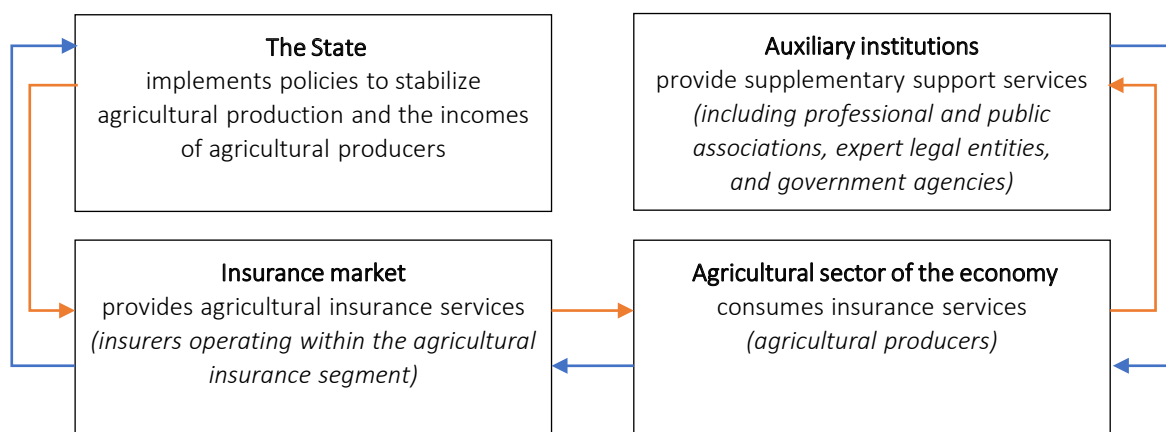 The State
implements policies to stabilize
agricultural production and the incomes
of agricultural producers
Auxiliary institutions
provide supplementary support services
(including professional and public
associations, expert legal entities,
and government agencies)
Insurance market
provides agricultural insurance services
(insurers operating within the agricultural
insurance segment)
Agricultural sector of the economy
consumes insurance services
(agricultural producers)